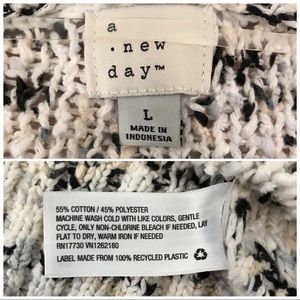 a
.new
day™
L
MADE IN
INDONESIA
55% COTTON / 45% POLYESTER
MACHINE WASH COLD WITH LIKE COLORS, GENTLE
CYCLE, ONLY NON-CHLORINE BLEACH IF NEEDED, LAY
FLAT TO DRY, WARM IRON IF NEEDED
RN17730 VN1262180
LABEL MADE FROM 100% RECYCLED PLASTIC